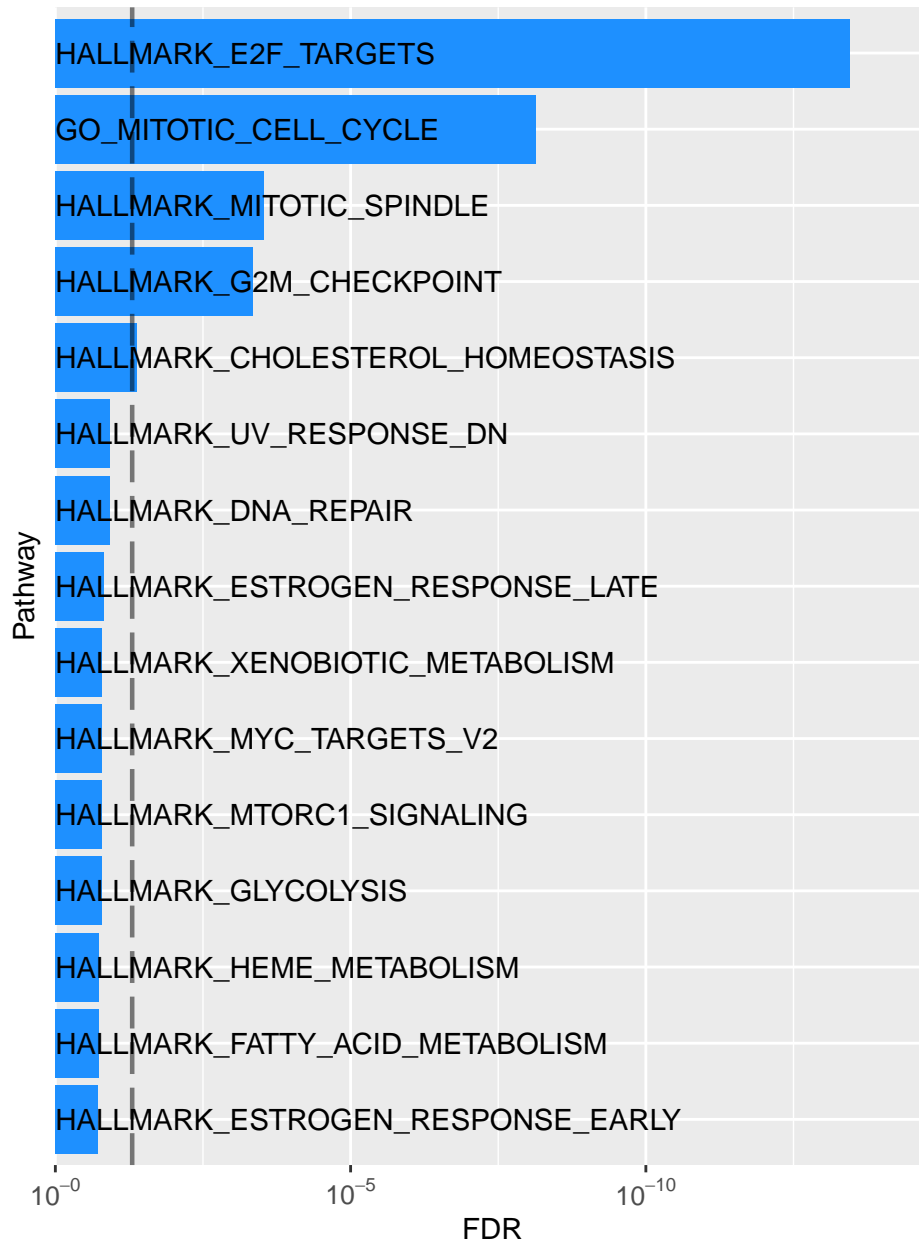 HALLMARK_E2F_TARGETS
GO_MITOTIC_CELL_CYCLE
HALLMARK_MITOTIC_SPINDLE
HALLMARK_G2M_CHECKPOINT
HALLMARK_CHOLESTEROL_HOMEOSTASIS
HALLMARK_UV_RESPONSE_DN
HALLMARK_DNA_REPAIR
HALLMARK_ESTROGEN_RESPONSE_LATE
HALLMARK_XENOBIOTIC_METABOLISM
HALLMARK_MYC_TARGETS_V2
HALLMARK_MTORC1_SIGNALING
HALLMARK_GLYCOLYSIS
HALLMARK_HEME_METABOLISM
HALLMARK_FATTY_ACID_METABOLISM
HALLMARK_ESTROGEN_RESPONSE_EARLY
Pathway
10⁻⁰ 10⁻⁵ 10⁻¹⁰
FDR